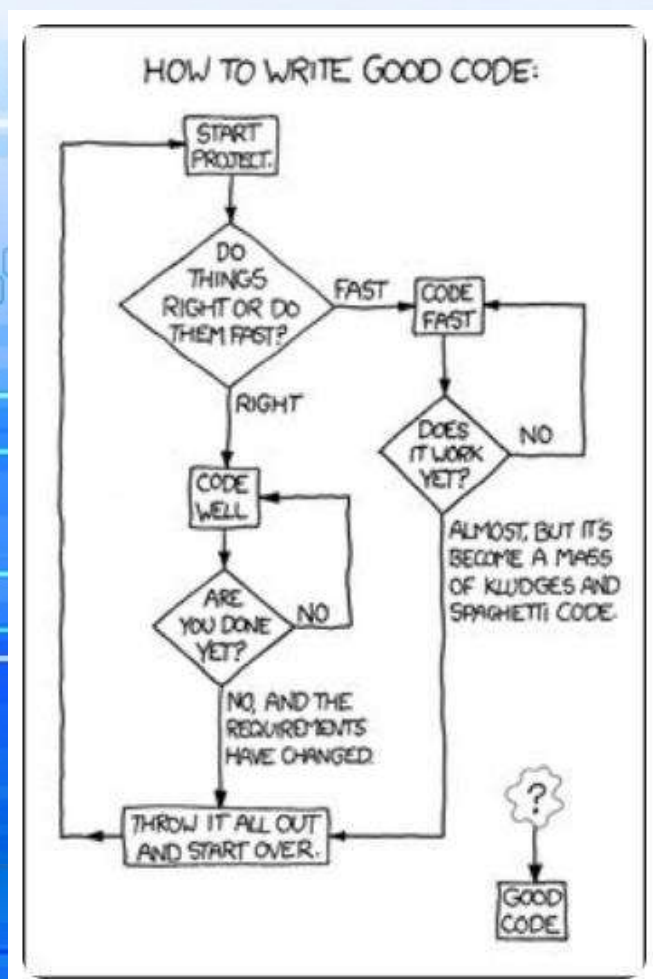 HOW TO WRITE GOOD CODE:
START
PROJECT.
DO
THINGS
RIGHT OR DO
THEM FAST?
FAST
CODE
FAST
RIGHT
DOES
IT WORK
YET?
NO
CODE
WELL
ALMOST, BUT IT'S
BECOME A MASS
OF KLUDGES AND
SPAGHETTI CODE.
ARE
YOU DONE
YET?
NO
NO, AND THE
REQUIREMENTS
HAVE CHANGED.
THROW IT ALL OUT
AND START OVER.
?
GOOD
CODE